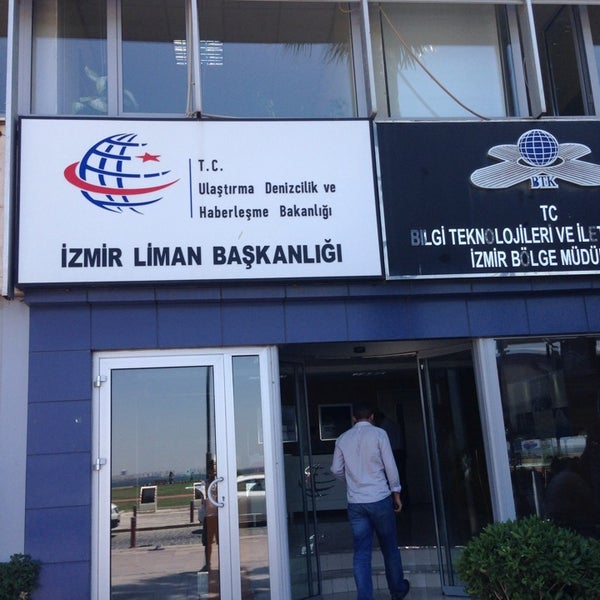 T.C.
Ulaştırma Denizcilik ve
Haberleşme Bakanlığı
İZMİR LİMAN BAŞKANLIĞI
BTK
TC
BİLGİ TEKNOLOJİLERİ VE İLET
İZMİR BÖLGE MÜDÜ